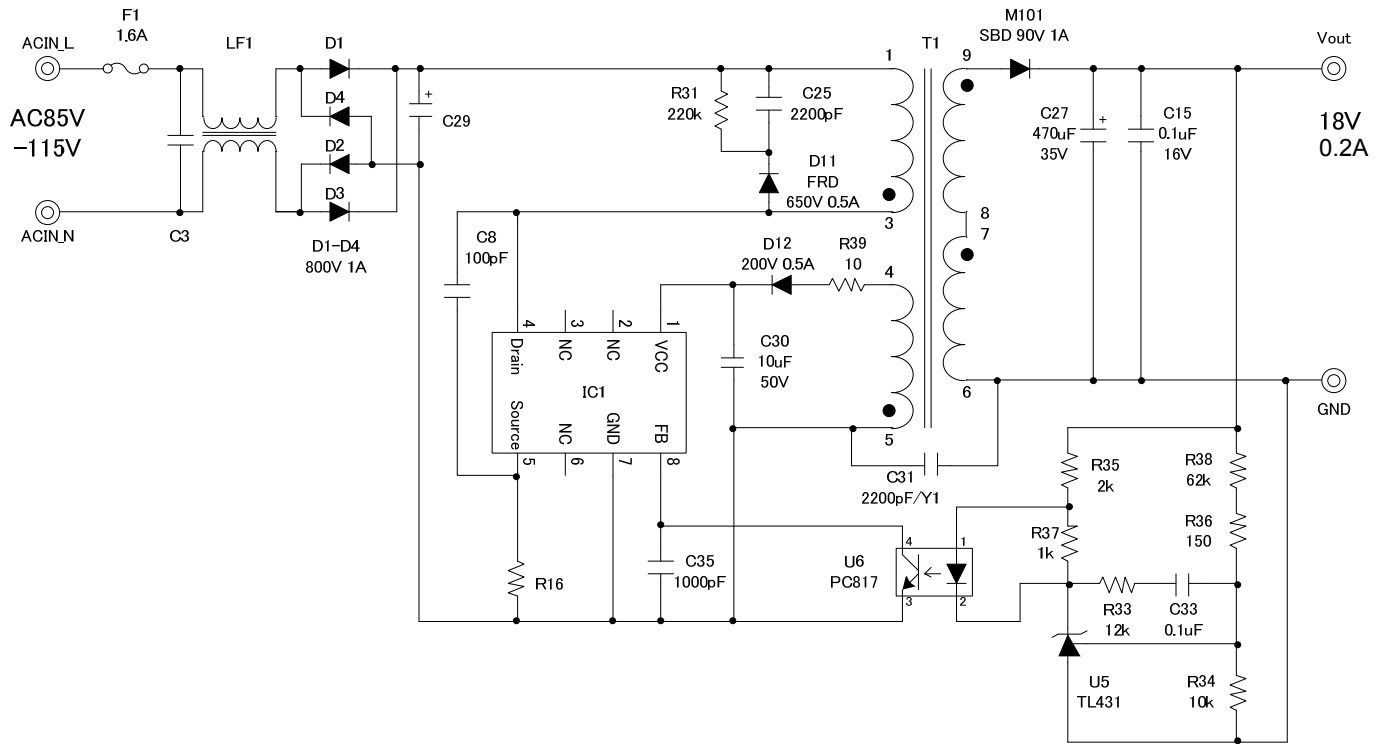 F1
1.6A
ACIN_L
LF1
D1
D4
D2
D3
AC85V
-115V
ACIN_N
C3
D1-D4
800V 1A
C29
R31
220k
C25
2200pF
D11
FRD
650V 0.5A
T1
1
3
4
5
9
8
7
6
M101
SBD 90V 1A
C27
470uF
35V
C15
0.1uF
16V
Vout
18V
0.2A
GND
C8
100pF
D12
200V 0.5A
R39
10
C30
10uF
50V
4
3
2
1
Drain
NC
NC
VCC
IC1
Source
NC
GND
FB
5
6
7
8
C31
2200pF/Y1
R16
C35
1000pF
U6
PC817
4
3
1
2
R35
2k
R37
1k
R38
62k
R36
150
R33
12k
C33
0.1uF
U5
TL431
R34
10k
+
+